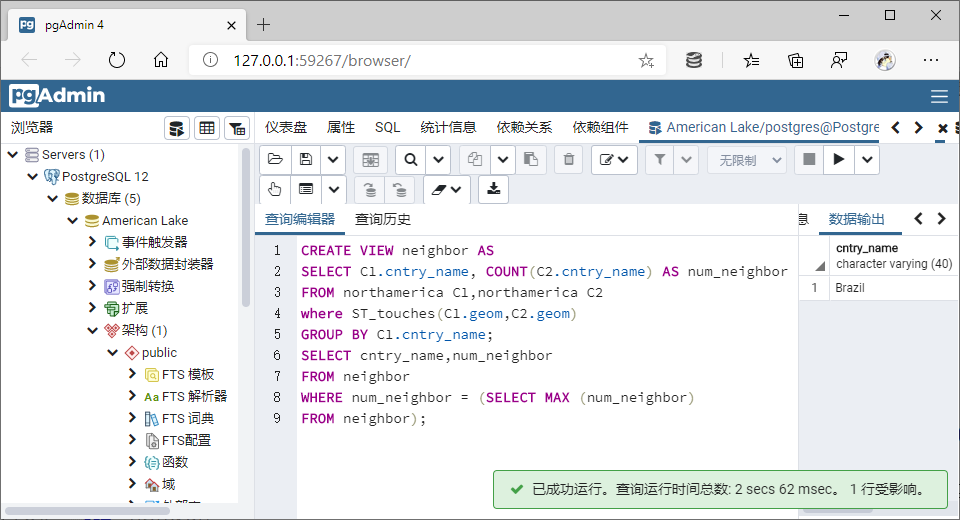 pgAdmin 4
127.0.0.1:59267/browser/
pgAdmin
浏览器
仪表盘 属性 SQL 统计信息 依赖关系 依赖组件 American Lake/postgres@Postgre
Servers (1)
PostgreSQL 12
数据库 (5)
American Lake
事件触发器
外部数据封装器
强制转换
扩展
架构 (1)
public
FTS 模板
FTS 解析器
FTS 词典
FTS配置
函数
域
无限制
查询编辑器 查询历史
1 CREATE VIEW neighbor AS
2 SELECT C1.cntry_name, COUNT(C2.cntry_name) AS num_neighbor
3 FROM northamerica C1,northamerica C2
4 where ST_touches(C1.geom,C2.geom)
5 GROUP BY C1.cntry_name;
6 SELECT cntry_name,num_neighbor
7 FROM neighbor
8 WHERE num_neighbor = (SELECT MAX (num_neighbor)
9 FROM neighbor);
数据输出
cntry_name
character varying (40)
1 Brazil
已成功运行。查询运行时间总数: 2 secs 62 msec。 1 行受影响。